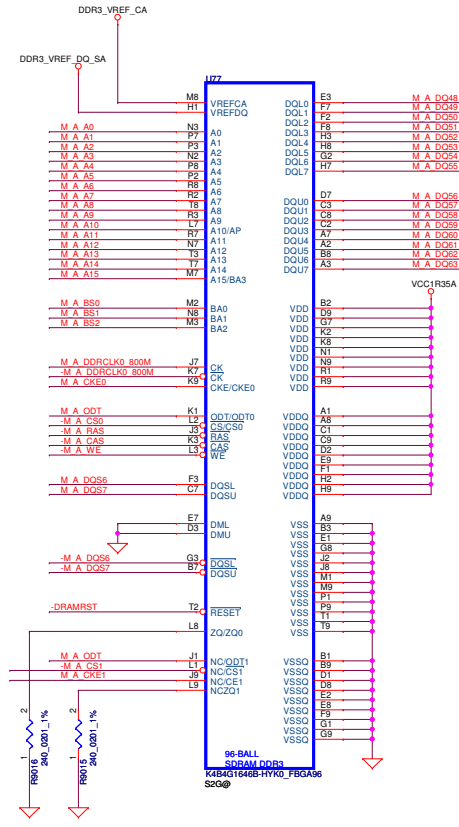 DDR3_VREF_CA
DDR3_VREF_DQ_SA
U77
M8 VREFCA
H1 VREFDQ
M_A_A0 N3 A0
M_A_A1 P7 A1
M_A_A2 P3 A2
M_A_A3 N2 A3
M_A_A4 P8 A4
M_A_A5 P2 A5
M_A_A6 R8 A6
M_A_A7 R2 A7
M_A_A8 T8 A8
M_A_A9 R3 A9
M_A_A10 L7 A10/AP
M_A_A11 R7 A11
M_A_A12 N7 A12
M_A_A13 T3 A13
M_A_A14 T7 A14
M_A_A15 M7 A15/BA3
M_A_BS0 M2 BA0
M_A_BS1 N8 BA1
M_A_BS2 M3 BA2
M_A_DDRCLK0_800M J7 CK
-M_A_DDRCLK0_800M K7 CK
M_A_CKE0 K9 CKE/CKE0
M_A_ODT K1 ODT/ODT0
-M_A_CS0 L2 CS/CS0
-M_A_RAS J3 RAS
-M_A_CAS K3 CAS
-M_A_WE L3 WE
M_A_DQS6 F3 DQSL
M_A_DQS7 C7 DQSU
E7 DML
D3 DMU
-M_A_DQS6 G3 DQSL
-M_A_DQS7 B7 DQSU
-DRAMRST T2 RESET
L8 ZQ/ZQ0
M_A_ODT J1 NC/ODT1
-M_A_CS1 L1 NC/CS1
M_A_CKE1 J9 NC/CE1
L9 NCZQ1
DQL0 E3 M_A_DQ48
DQL1 F7 M_A_DQ49
DQL2 F2 M_A_DQ50
DQL3 F8 M_A_DQ51
DQL4 H3 M_A_DQ52
DQL5 H8 M_A_DQ53
DQL6 G2 M_A_DQ54
DQL7 H7 M_A_DQ55
DQU0 D7 M_A_DQ56
DQU1 C3 M_A_DQ57
DQU2 C8 M_A_DQ58
DQU3 C2 M_A_DQ59
DQU4 A7 M_A_DQ60
DQU5 A2 M_A_DQ61
DQU6 B8 M_A_DQ62
DQU7 A3 M_A_DQ63
VCC1R35A
VDD B2
VDD D9
VDD G7
VDD K2
VDD K8
VDD N1
VDD N9
VDD R1
VDD R9
VDDQ A1
VDDQ A8
VDDQ C1
VDDQ C9
VDDQ D2
VDDQ E9
VDDQ F1
VDDQ H2
VDDQ H9
VSS A9
VSS B3
VSS E1
VSS G8
VSS J2
VSS J8
VSS M1
VSS M9
VSS P1
VSS P9
VSS T1
VSS T9
VSSQ B1
VSSQ B9
VSSQ D1
VSSQ D8
VSSQ E2
VSSQ E8
VSSQ F9
VSSQ G1
VSSQ G9
2
1
R9016
240_0201_1%
2
1
R9015
240_0201_1%
96-BALL
SDRAM DDR3
K4B4G1646B-HYK0_FBGA96
S2G@